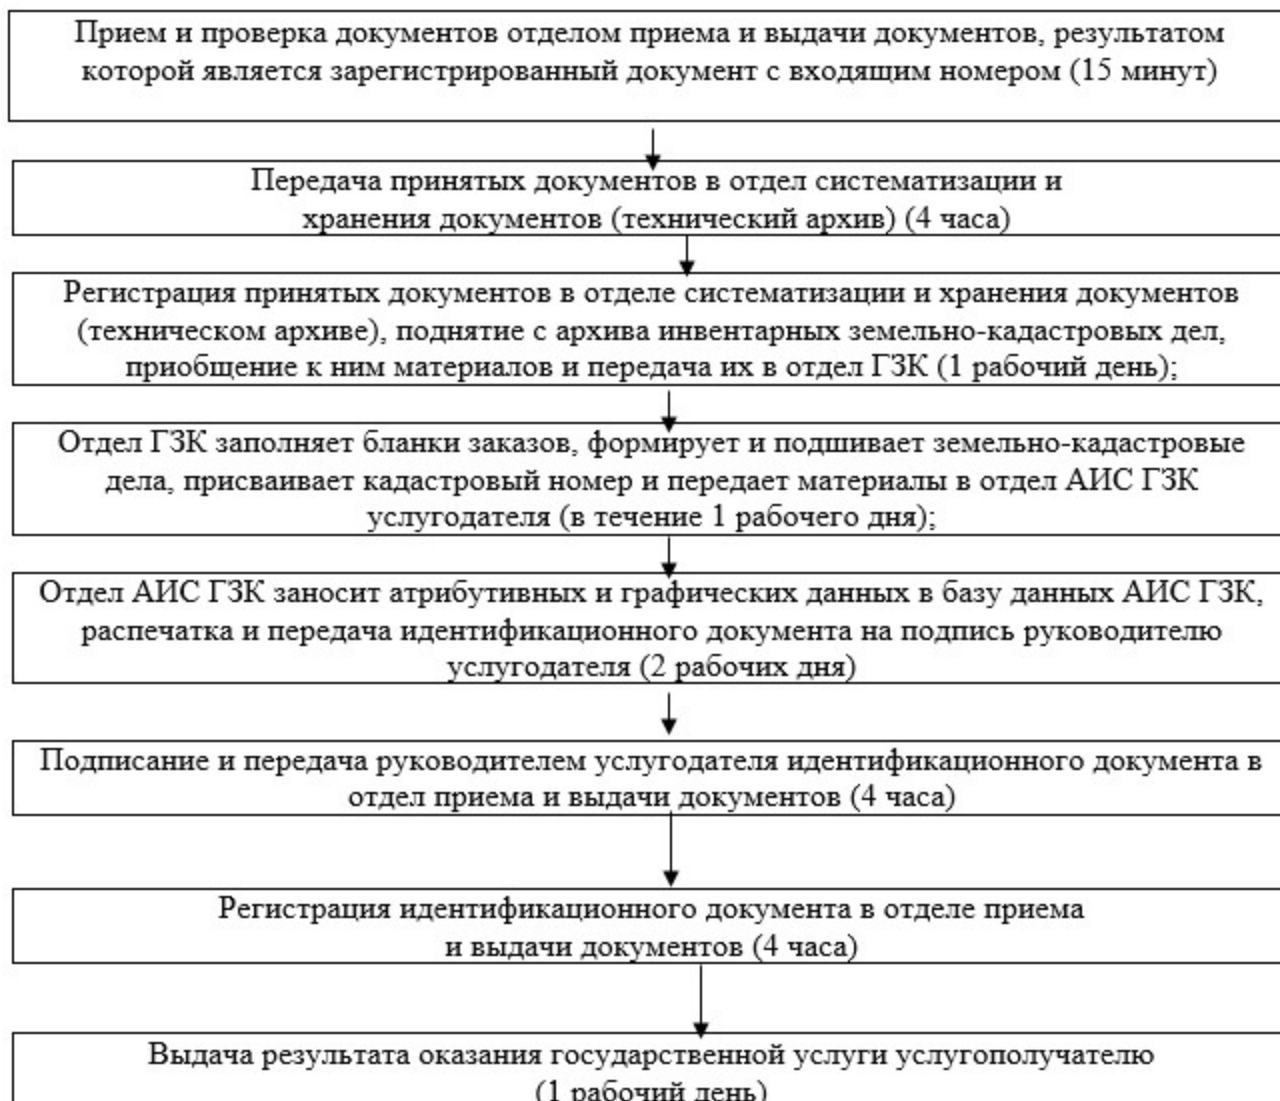 Прием и проверка документов отделом приема и выдачи документов, результатом
которой является зарегистрированный документ с входящим номером (15 минут)
Передача принятых документов в отдел систематизации и
хранения документов (технический архив) (4 часа)
Регистрация принятых документов в отделе систематизации и хранения документов
(техническом архиве), поднятие с архива инвентарных земельно-кадастровых дел,
приобщение к ним материалов и передача их в отдел ГЗК (1 рабочий день);
Отдел ГЗК заполняет бланки заказов, формирует и подшивает земельно-кадастровые
дела, присваивает кадастровый номер и передает материалы в отдел АИС ГЗК
услугодателя (в течение 1 рабочего дня);
Отдел АИС ГЗК заносит атрибутивных и графических данных в базу данных АИС ГЗК,
распечатка и передача идентификационного документа на подпись руководителю
услугодателя (2 рабочих дня)
Подписание и передача руководителем услугодателя идентификационного документа в
отдел приема и выдачи документов (4 часа)
Регистрация идентификационного документа в отделе приема
и выдачи документов (4 часа)
Выдача результата оказания государственной услуги услугополучателю
(1 рабочий день)